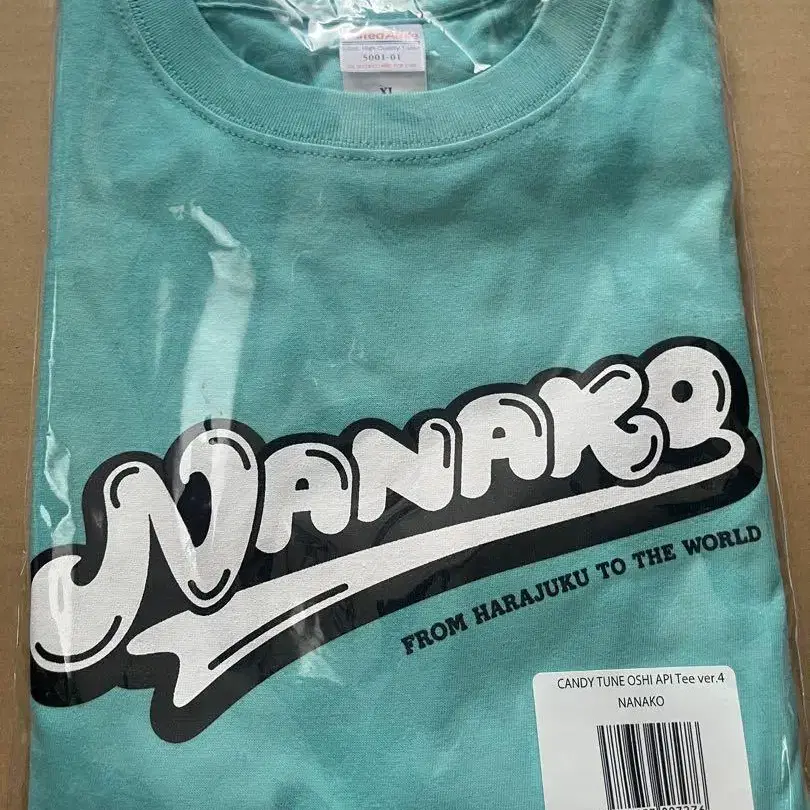 5001-01
XL
NANAKO
FROM HARAJUKU TO THE WORLD
CANDY TUNE OSHI API Tee ver.4
NANAKO